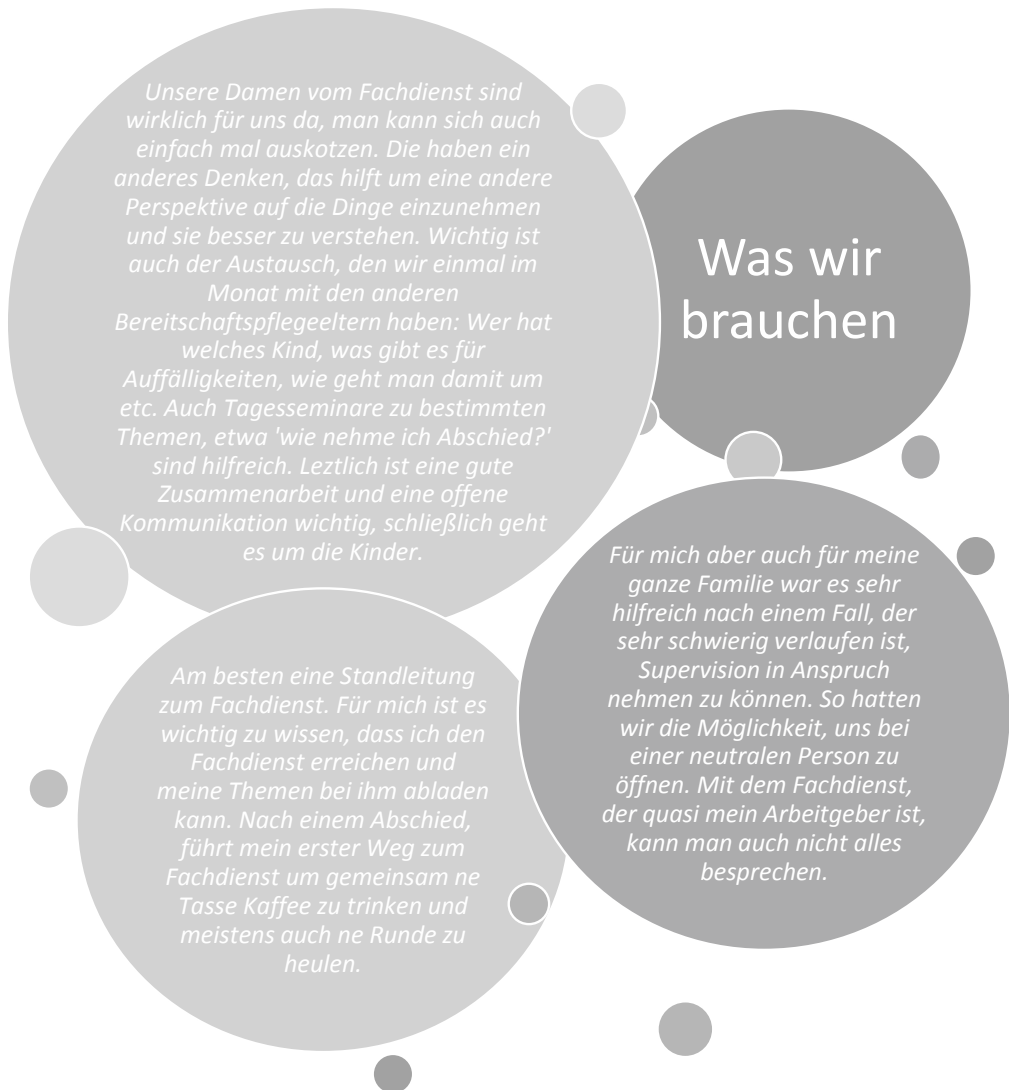 Unsere Damen vom Fachdienst sind
wirklich für uns da, man kann sich auch
einfach mal auskotzen. Die haben ein
anderes Denken, das hilft um eine andere
Perspektive auf die Dinge einzunehmen
und sie besser zu verstehen. Wichtig ist
auch der Austausch, den wir einmal im
Monat mit den anderen
Bereitschaftspflegeeltern haben: Wer hat
welches Kind, was gibt es für
Auffälligkeiten, wie geht man damit um
etc. Auch Tagesseminare zu bestimmten
Themen, etwa 'wie nehme ich Abschied?'
sind hilfreich. Leztlich ist eine gute
Zusammenarbeit und eine offene
Kommunikation wichtig, schließlich geht
es um die Kinder.
Was wir
brauchen
Für mich aber auch für meine
ganze Familie war es sehr
hilfreich nach einem Fall, der
sehr schwierig verlaufen ist,
Supervision in Anspruch
nehmen zu können. So hatten
wir die Möglichkeit, uns bei
einer neutralen Person zu
öffnen. Mit dem Fachdienst,
der quasi mein Arbeitgeber ist,
kann man auch nicht alles
besprechen.
Am besten eine Standleitung
zum Fachdienst. Für mich ist es
wichtig zu wissen, dass ich den
Fachdienst erreichen und
meine Themen bei ihm abladen
kann. Nach einem Abschied,
führt mein erster Weg zum
Fachdienst um gemeinsam ne
Tasse Kaffee zu trinken und
meistens auch ne Runde zu
heulen.